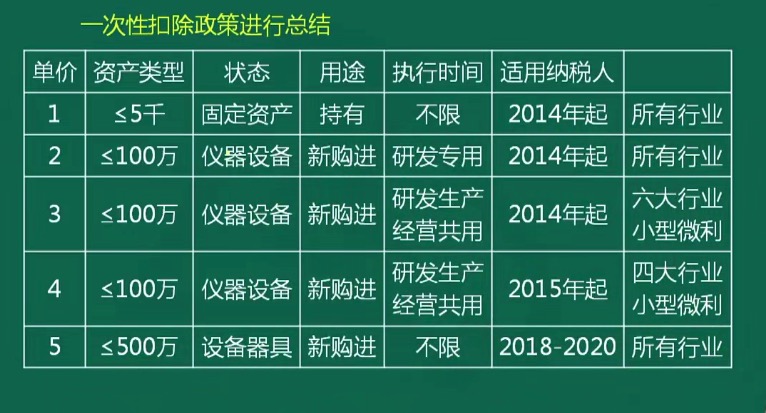 一次性扣除政策进行总结
单价 资产类型 状态 用途 执行时间 适用纳税人
1 ≤5千 固定资产 持有 不限 2014年起 所有行业
2 ≤100万 仪器设备 新购进 研发专用 2014年起 所有行业
3 ≤100万 仪器设备 新购进 研发生产 经营共用 2014年起 六大行业 小型微利
4 ≤100万 仪器设备 新购进 研发生产 经营共用 2015年起 四大行业 小型微利
5 ≤500万 设备器具 新购进 不限 2018-2020 所有行业